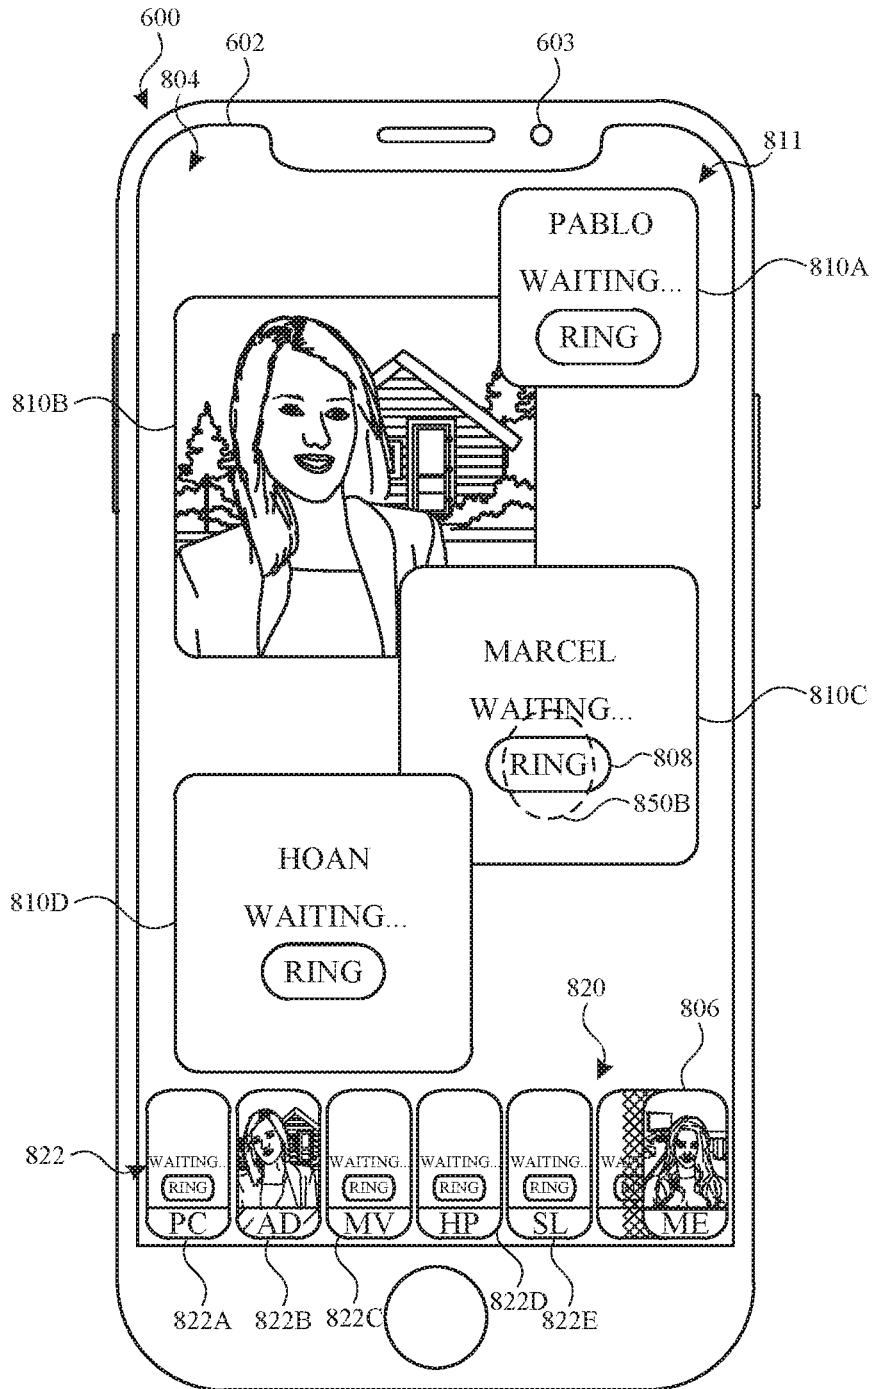 600
602
603
804
811
PABLO
WAITING...
RING
810A
810B
MARCEL
WAITING...
RING
810C
808
850B
HOAN
WAITING...
RING
810D
820
806
822
WAITING... WAITING... WAITING... WAITING...
RING RING RING RING
PC AD MV HP SL ME
822A 822B 822C 822D 822E